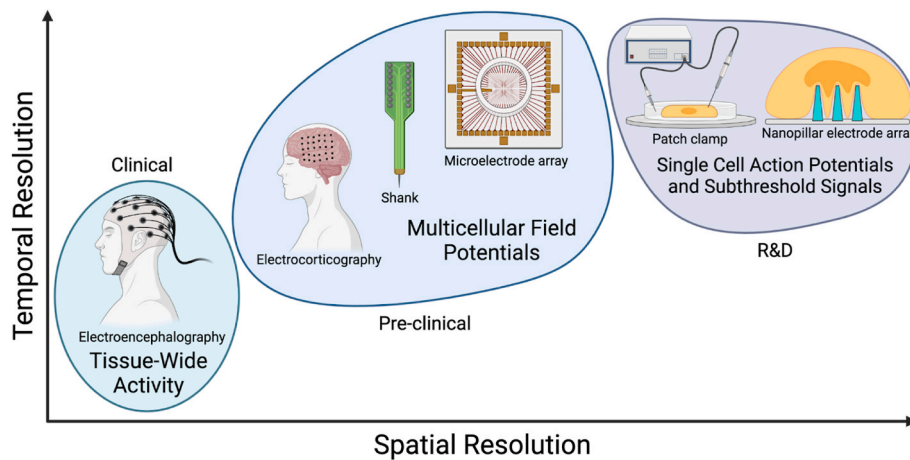 Temporal Resolution
Clinical
Electroencephalography
Tissue-Wide
Activity
Electrocorticography
Shank
Microelectrode array
Multicellular Field
Potentials
Pre-clinical
Patch clamp
Nanopillar electrode array
Single Cell Action Potentials
and Subthreshold Signals
R&D
Spatial Resolution